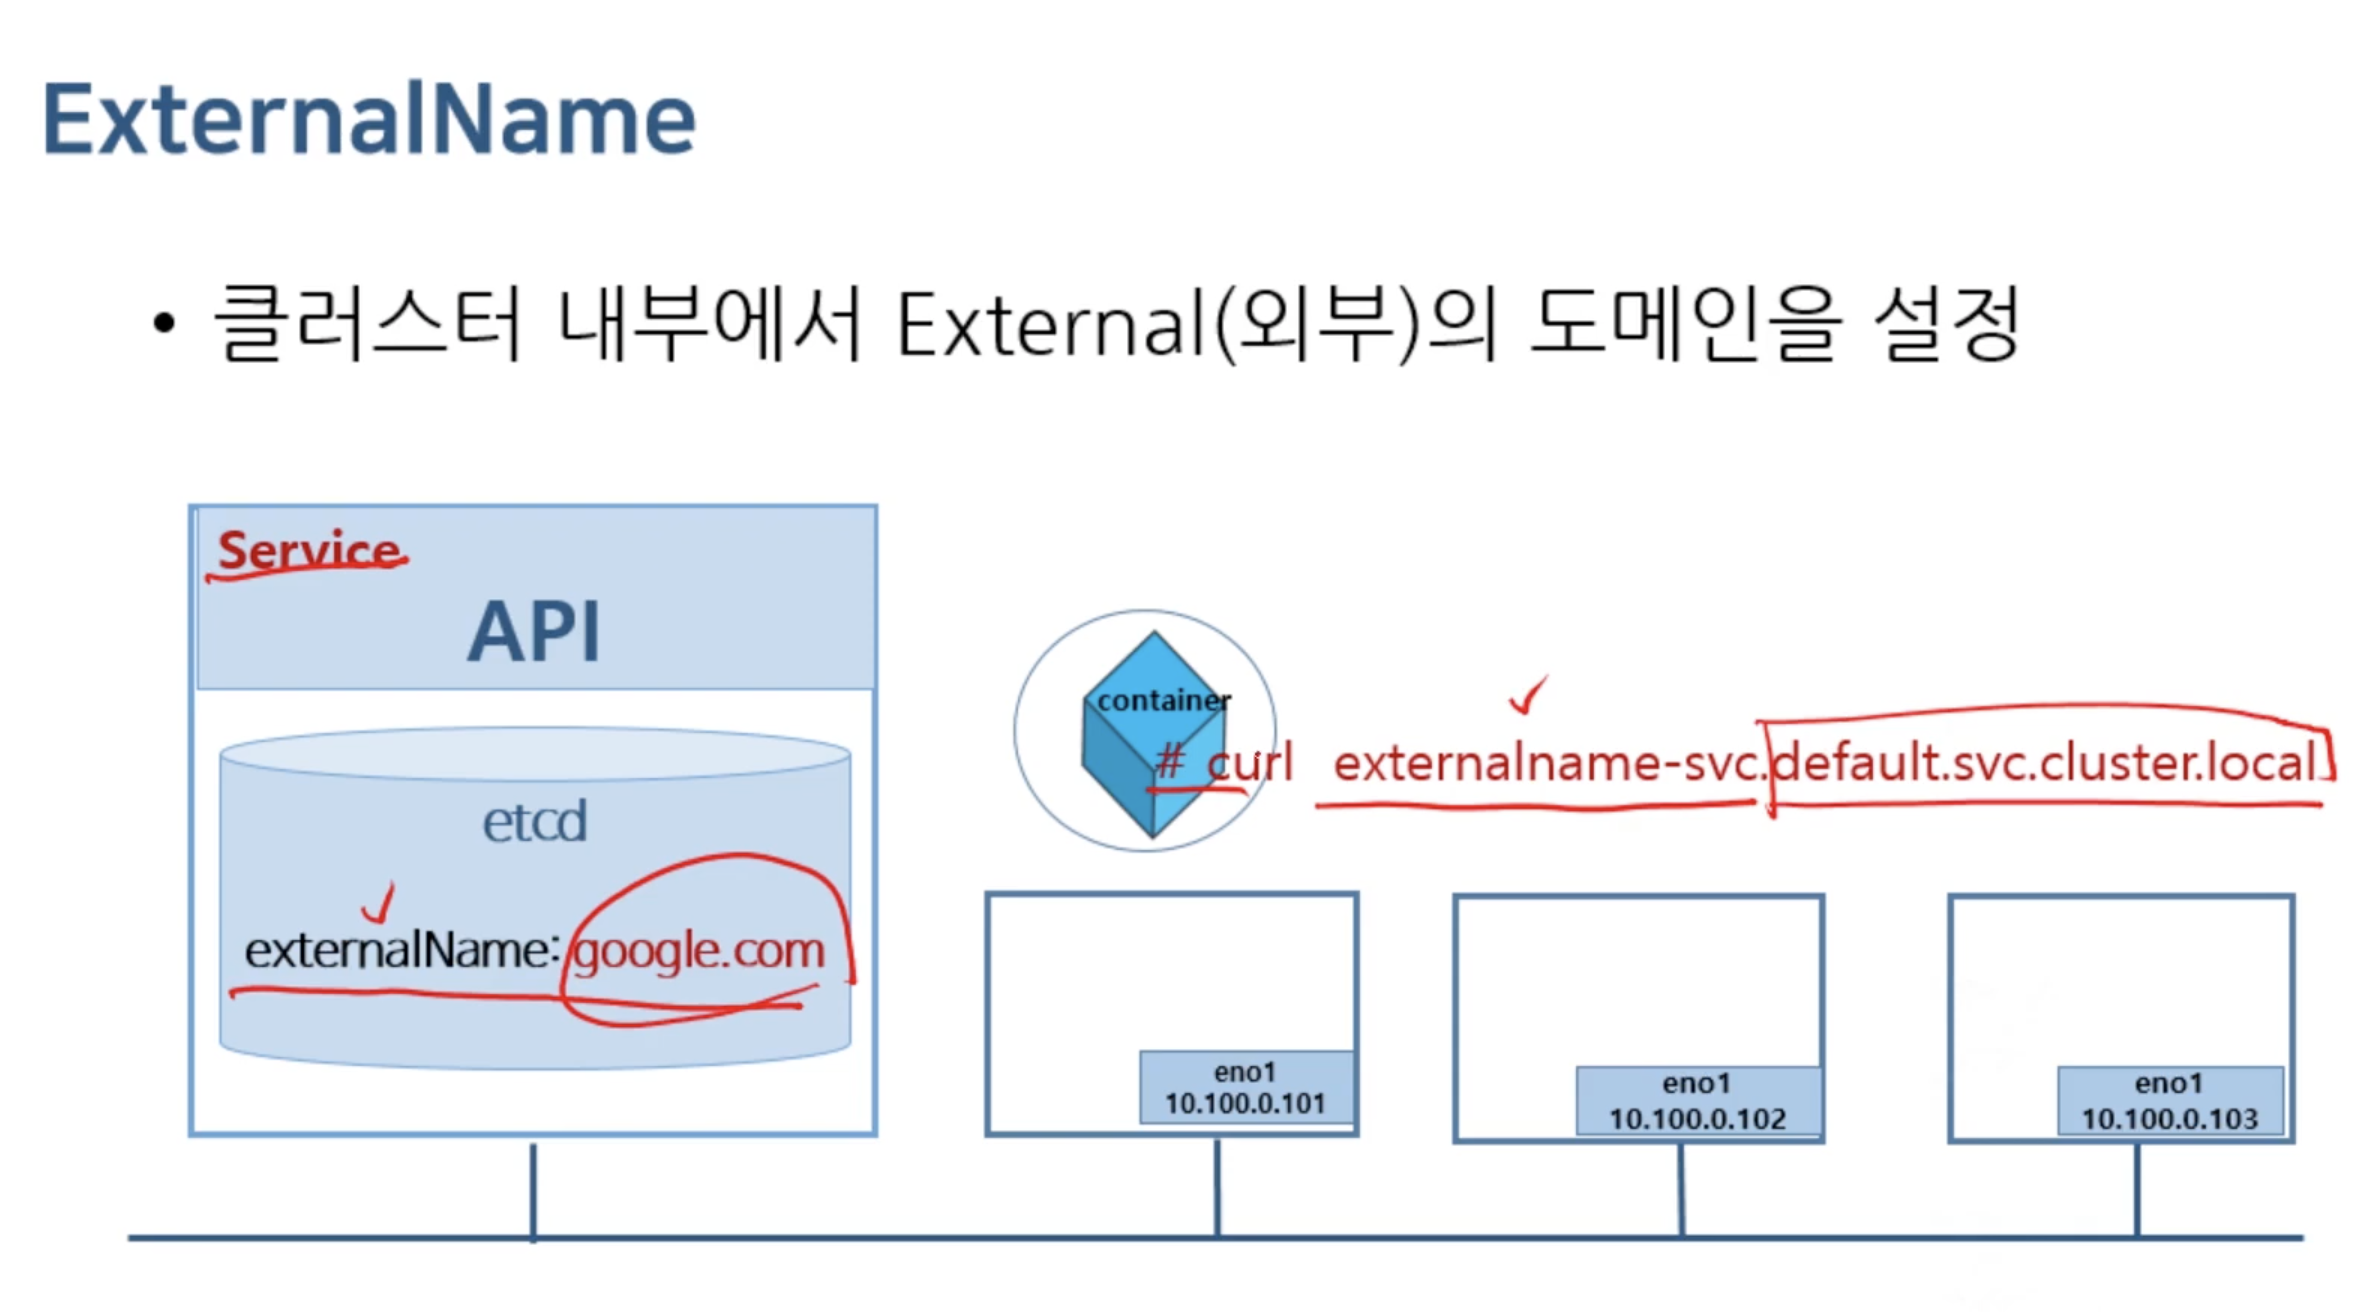 ExternalName
• 클러스터 내부에서 External(외부)의 도메인을 설정
Service
API
etcd
externalName: google.com
container
# curl externalname-svc.default.svc.cluster.local
eno1
10.100.0.101
eno1
10.100.0.102
eno1
10.100.0.103